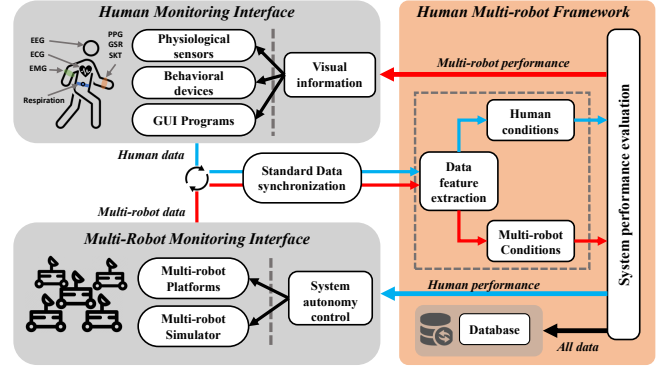 Human Monitoring Interface
EEG
ECG
EMG
Respiration
PPG
GSR
SKT
Physiological
sensors
Behavioral
devices
GUI Programs
Visual
information
Human data
Multi-robot data
Standard Data
synchronization
Multi-Robot Monitoring Interface
Multi-robot
Platforms
Multi-robot
Simulator
System
autonomy
control
Human Multi-robot Framework
Multi-robot performance
Human
conditions
Data
feature
extraction
Multi-robot
Conditions
Human performance
Database
All data
System performance evaluation